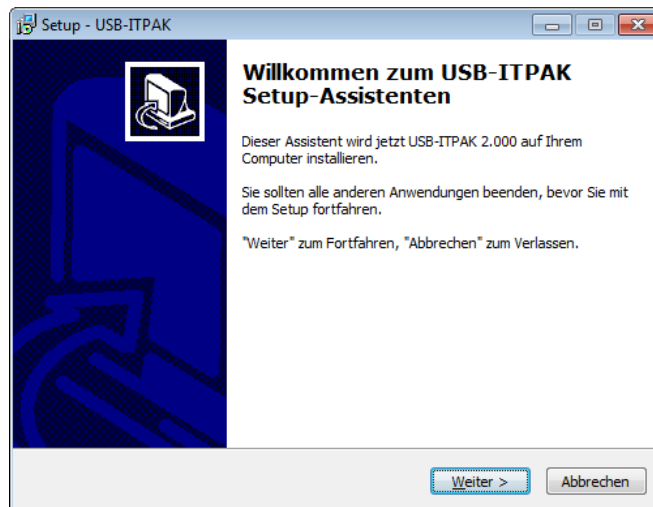 Setup - USB-ITPAK
Willkommen zum USB-ITPAK
Setup-Assistenten
Dieser Assistent wird jetzt USB-ITPAK 2.000 auf Ihrem
Computer installieren.
Sie sollten alle anderen Anwendungen beenden, bevor Sie mit
dem Setup fortfahren.
"Weiter" zum Fortfahren, "Abbrechen" zum Verlassen.
Weiter >
Abbrechen